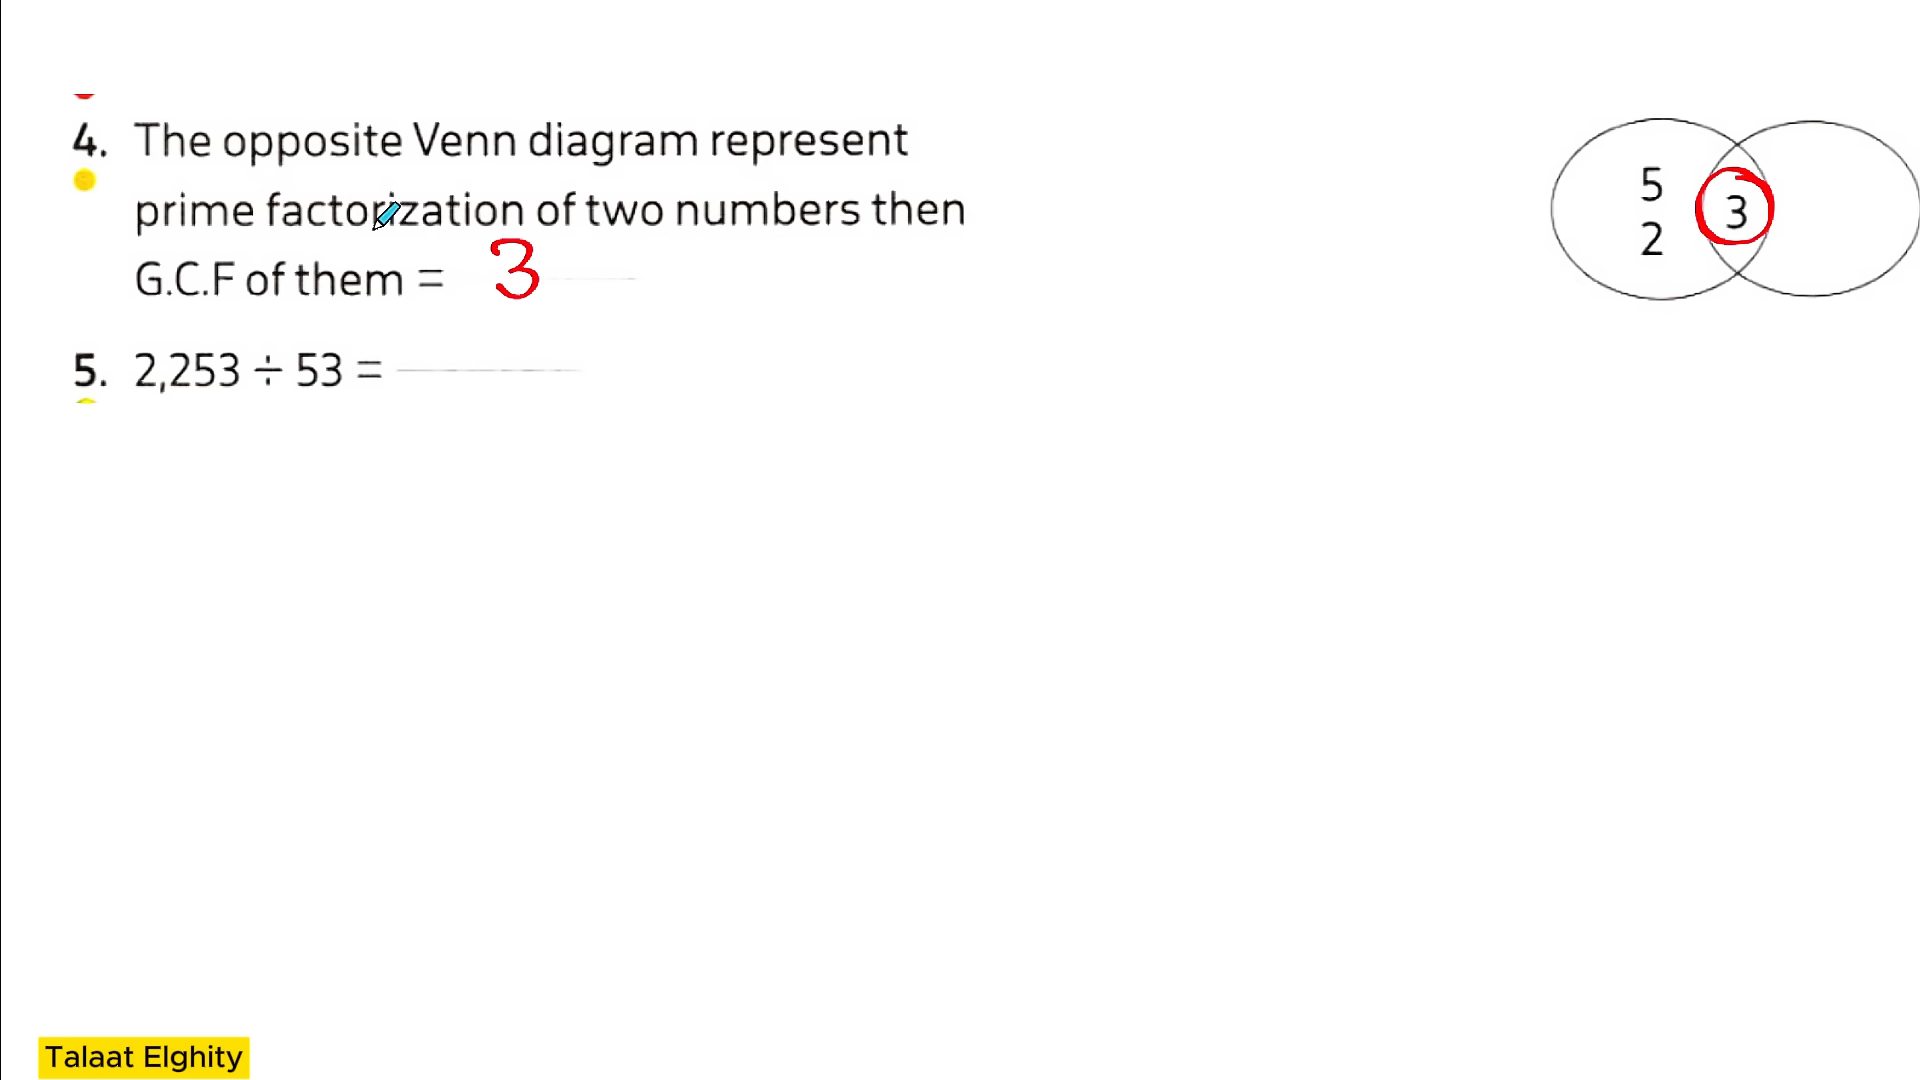 4. The opposite Venn diagram represent
prime factorization of two numbers then
G.C.F of them = 3
5
2
3
5. 2,253 ÷ 53 =
Talaat Elghity